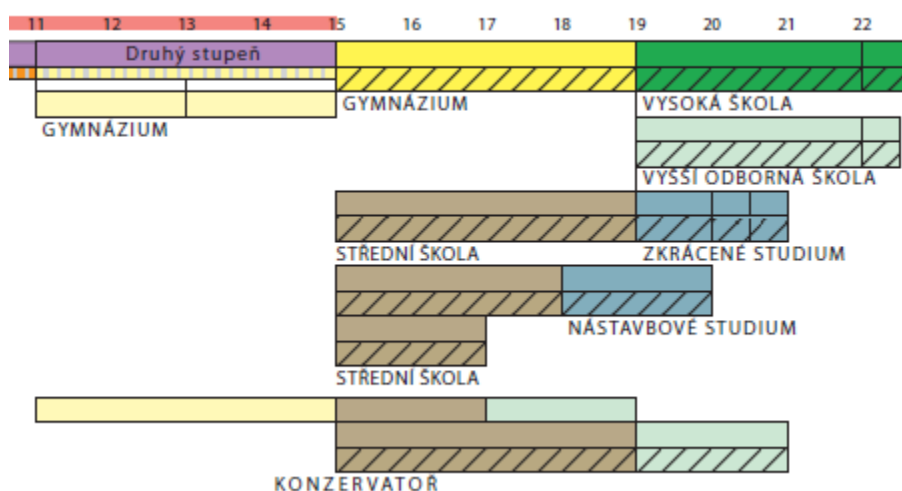 11 12 13 14 15 16 17 18 19 20 21 22
Druhý stupeň
GYMNÁZIUM
GYMNÁZIUM
VYSOKÁ ŠKOLA
VYŠŠÍ ODBORNÁ ŠKOLA
STŘEDNÍ ŠKOLA
ZKRÁCENÉ STUDIUM
NÁSTAVBOVÉ STUDIUM
STŘEDNÍ ŠKOLA
KONZERVATOŘ